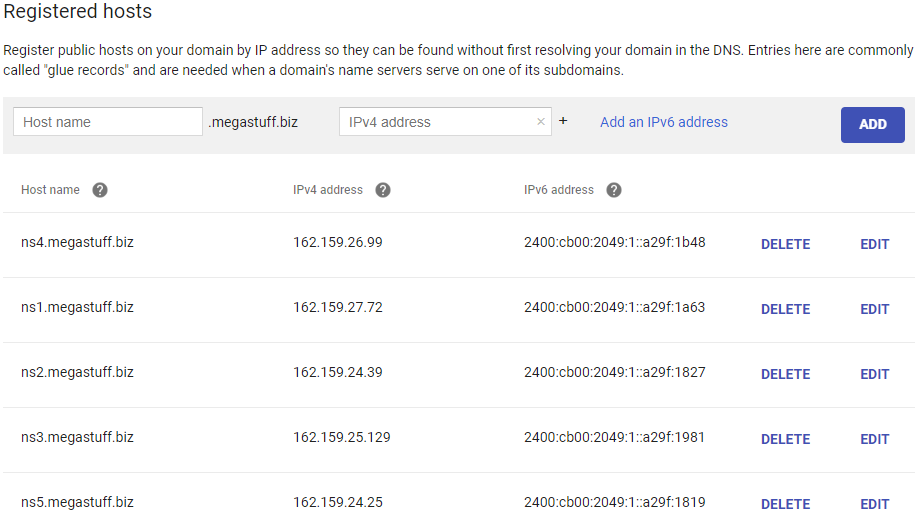 Registered hosts
Register public hosts on your domain by IP address so they can be found without first resolving your domain in the DNS. Entries here are commonly
called "glue records" and are needed when a domain's name servers serve on one of its subdomains.
Host name .megastuff.biz IPv4 address × + Add an IPv6 address ADD
Host name ? IPv4 address ? IPv6 address ?
ns4.megastuff.biz 162.159.26.99 2400:cb00:2049:1::a29f:1b48 DELETE EDIT
ns1.megastuff.biz 162.159.27.72 2400:cb00:2049:1::a29f:1a63 DELETE EDIT
ns2.megastuff.biz 162.159.24.39 2400:cb00:2049:1::a29f:1827 DELETE EDIT
ns3.megastuff.biz 162.159.25.129 2400:cb00:2049:1::a29f:1981 DELETE EDIT
ns5.megastuff.biz 162.159.24.25 2400:cb00:2049:1::a29f:1819 DELETE EDIT